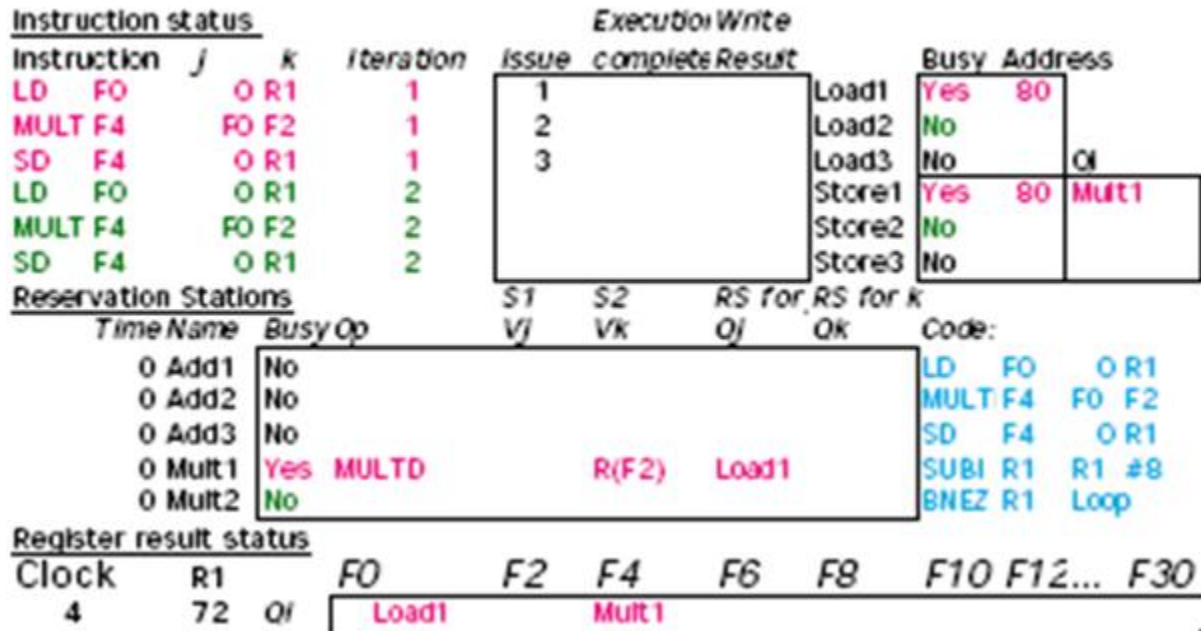 Instruction status Execution Write
Instruction j k iteration Issue complete Result Busy Address
LD F0 0 R1 1 1 Load1 Yes 80
MULT F4 F0 F2 1 2 Load2 No
SD F4 0 R1 1 3 Load3 No Qi
LD F0 0 R1 2 Store1 Yes 80 Mult1
MULT F4 F0 F2 2 Store2 No
SD F4 0 R1 2 Store3 No
Reservation Stations S1 S2 RS for RS for k
Time Name Busy Op Vj Vk Qj Qk Code:
0 Add1 No LD F0 0 R1
0 Add2 No MULT F4 F0 F2
0 Add3 No SD F4 0 R1
0 Mult1 Yes MULTD R(F2) Load1 SUBI R1 R1 #8
0 Mult2 No BNEZ R1 Loop
Register result status
Clock R1 F0 F2 F4 F6 F8 F10 F12... F30
4 72 Qi Load1 Mult1